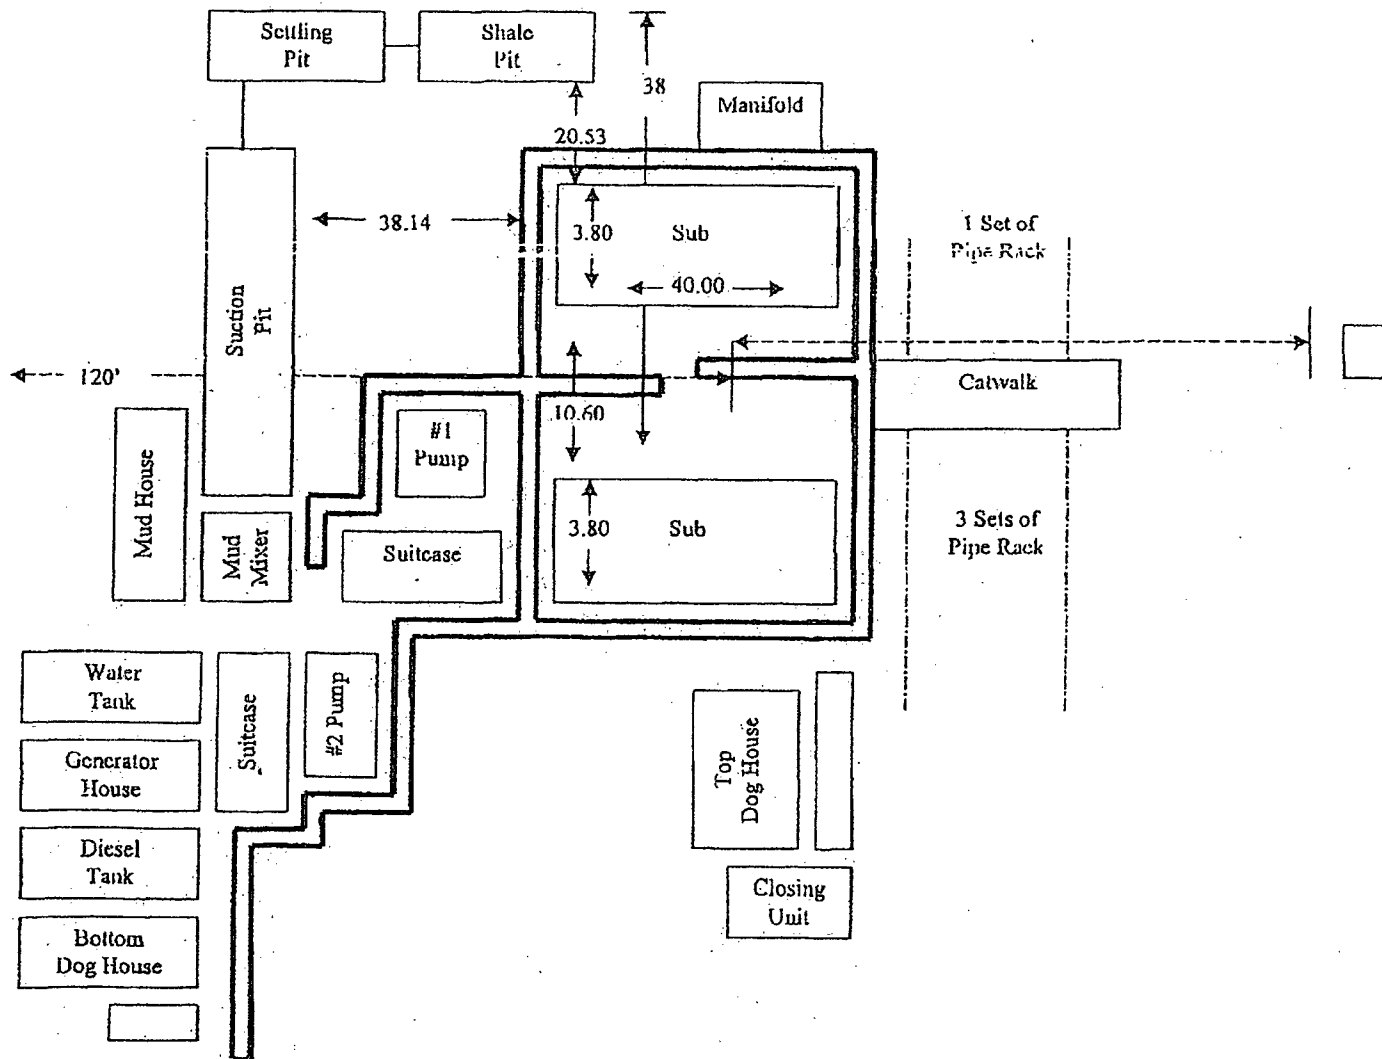 Settling
Pit
Shale
Pit
38
Manifold
20.53
38.14
3.80
Sub
1 Set of
Pipe Rack
40.00
Suction
Pit
120'
Catwalk
10.60
#1
Pump
Mud House
Mud
Mixer
Suitcase
3.80
Sub
3 Sets of
Pipe Rack
Water
Tank
Suitcase
#2 Pump
Generator
House
Top
Dog House
Diesel
Tank
Closing
Unit
Bottom
Dog House